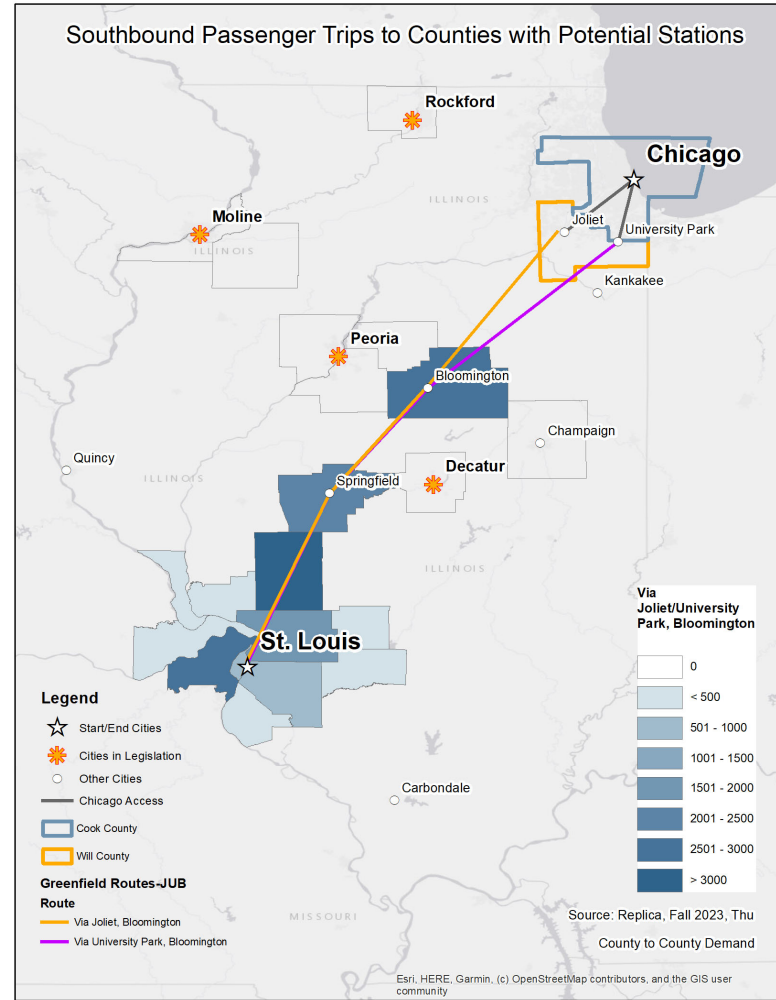 Southbound Passenger Trips to Counties with Potential Stations
Rockford
Chicago
ILLINOIS
Moline
Joliet
University Park
ILLINOIS
Kankakee
Peoria
Bloomington
Champaign
Quincy
Decatur
Springfield
ILLINOIS
ILLINOIS
St. Louis
Carbondale
MISSOURI
Legend
Start/End Cities
Cities in Legislation
Other Cities
Chicago Access
Cook County
Will County
Greenfield Routes-JUB
Route
Via Joliet, Bloomington
Via University Park, Bloomington
Via
Joliet/University
Park, Bloomington
0
< 500
501 - 1000
1001 - 1500
1501 - 2000
2001 - 2500
2501 - 3000
> 3000
Source: Replica, Fall 2023, Thu
County to County Demand
Esri, HERE, Garmin, (c) OpenStreetMap contributors, and the GIS user
community